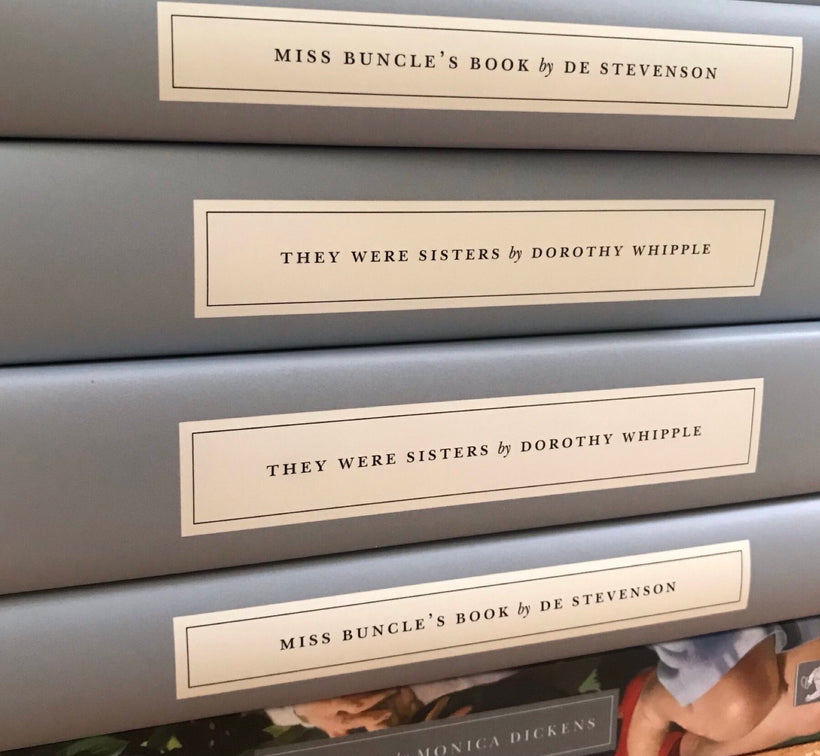 MISS BUNCLE'S BOOK by DE STEVENSON
THEY WERE SISTERS by DOROTHY WHIPPLE
THEY WERE SISTERS by DOROTHY WHIPPLE
MISS BUNCLE'S BOOK by DE STEVENSON
MONICA DICKENS